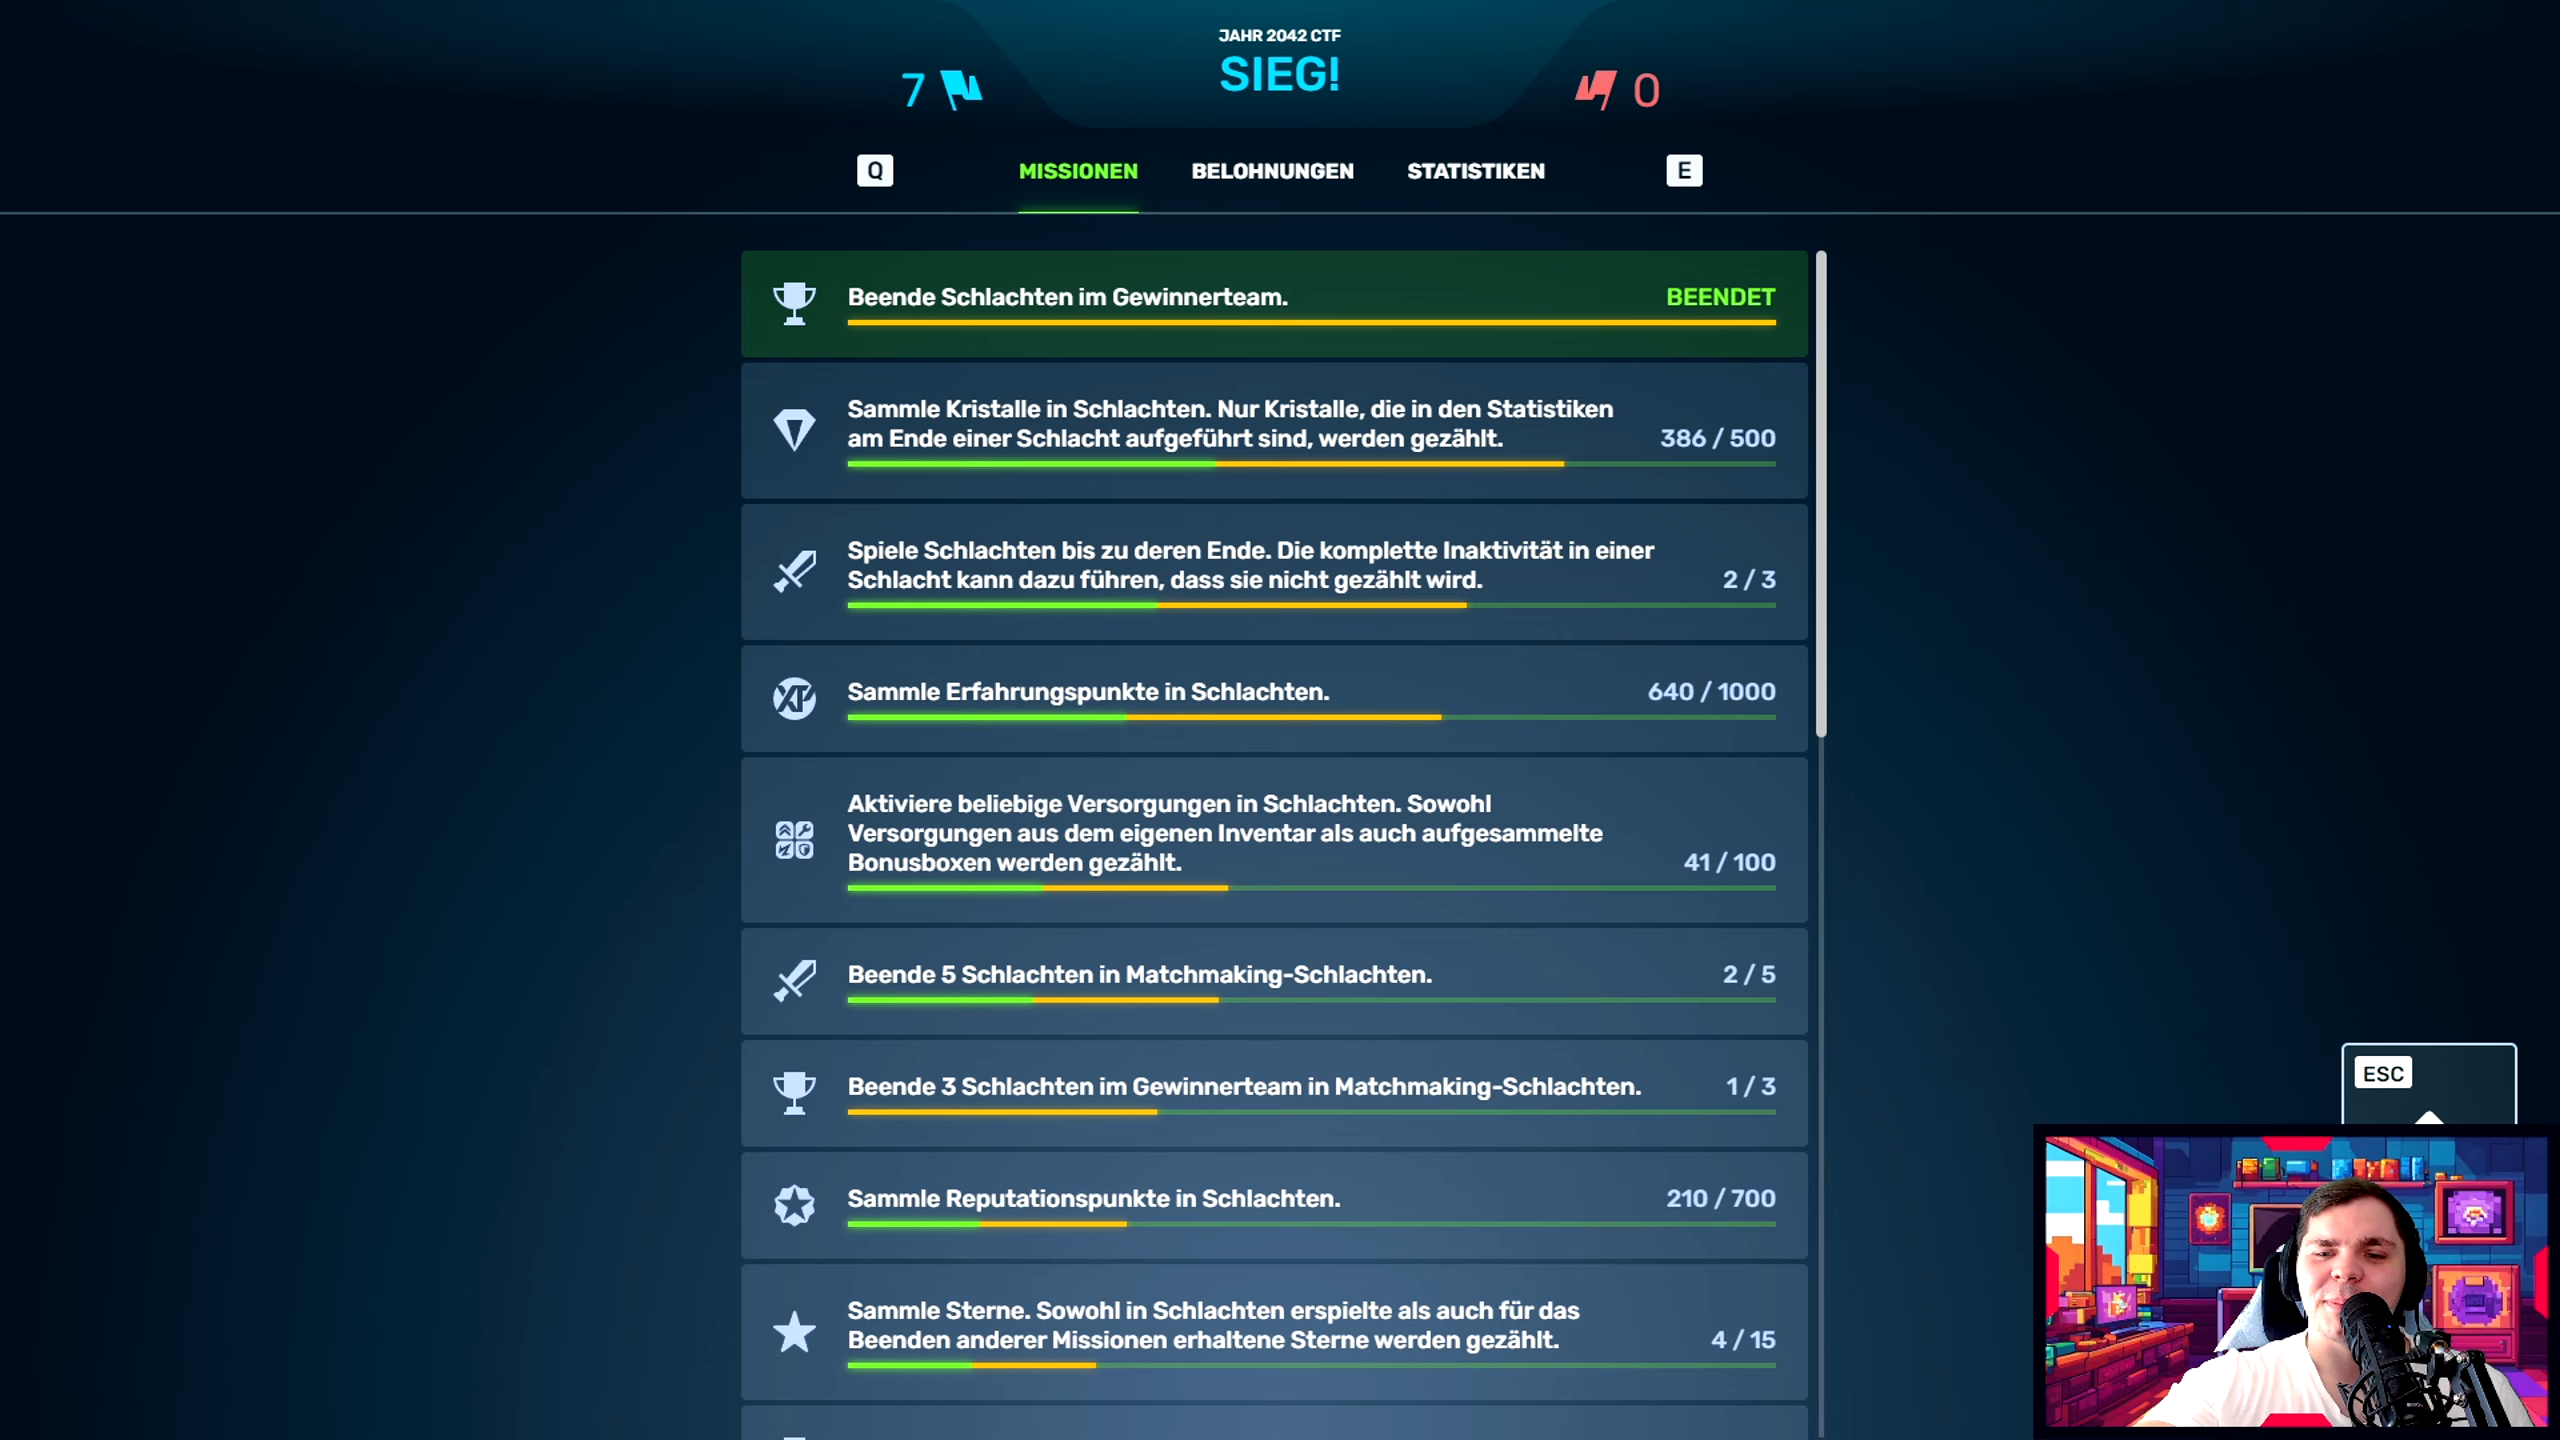 JAHR 2042 CTF
SIEG!
7
0
Q
MISSIONEN
BELOHNUNGEN
STATISTIKEN
E
Beende Schlachten im Gewinnerteam.
BEENDET
Sammle Kristalle in Schlachten. Nur Kristalle, die in den Statistiken
am Ende einer Schlacht aufgeführt sind, werden gezählt.
386 / 500
Spiele Schlachten bis zu deren Ende. Die komplette Inaktivität in einer
Schlacht kann dazu führen, dass sie nicht gezählt wird.
2 / 3
XP
Sammle Erfahrungspunkte in Schlachten.
640 / 1000
Aktiviere beliebige Versorgungen in Schlachten. Sowohl
Versorgungen aus dem eigenen Inventar als auch aufgesammelte
Bonusboxen werden gezählt.
41 / 100
Beende 5 Schlachten in Matchmaking-Schlachten.
2 / 5
Beende 3 Schlachten im Gewinnerteam in Matchmaking-Schlachten.
1 / 3
Sammle Reputationspunkte in Schlachten.
210 / 700
Sammle Sterne. Sowohl in Schlachten erspielte als auch für das
Beenden anderer Missionen erhaltene Sterne werden gezählt.
4 / 15
ESC